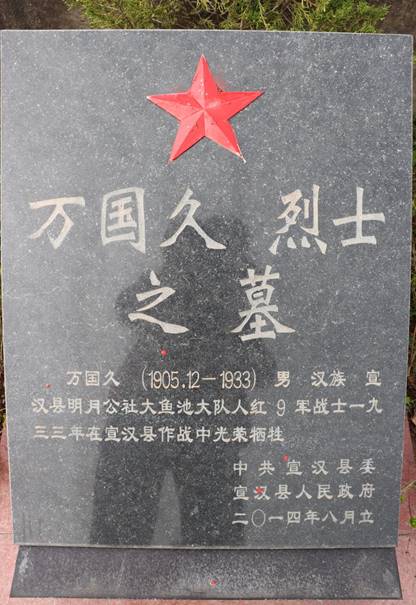 万国久 烈士
之墓
万国久 (1905.12-1933) 男 汉族 宣
汉县明月公社大鱼池大队人红 9 军战士一九
三三年在宣汉县作战中光荣牺牲
中共宣汉县委
宣汉县人民政府
二〇一四年八月立